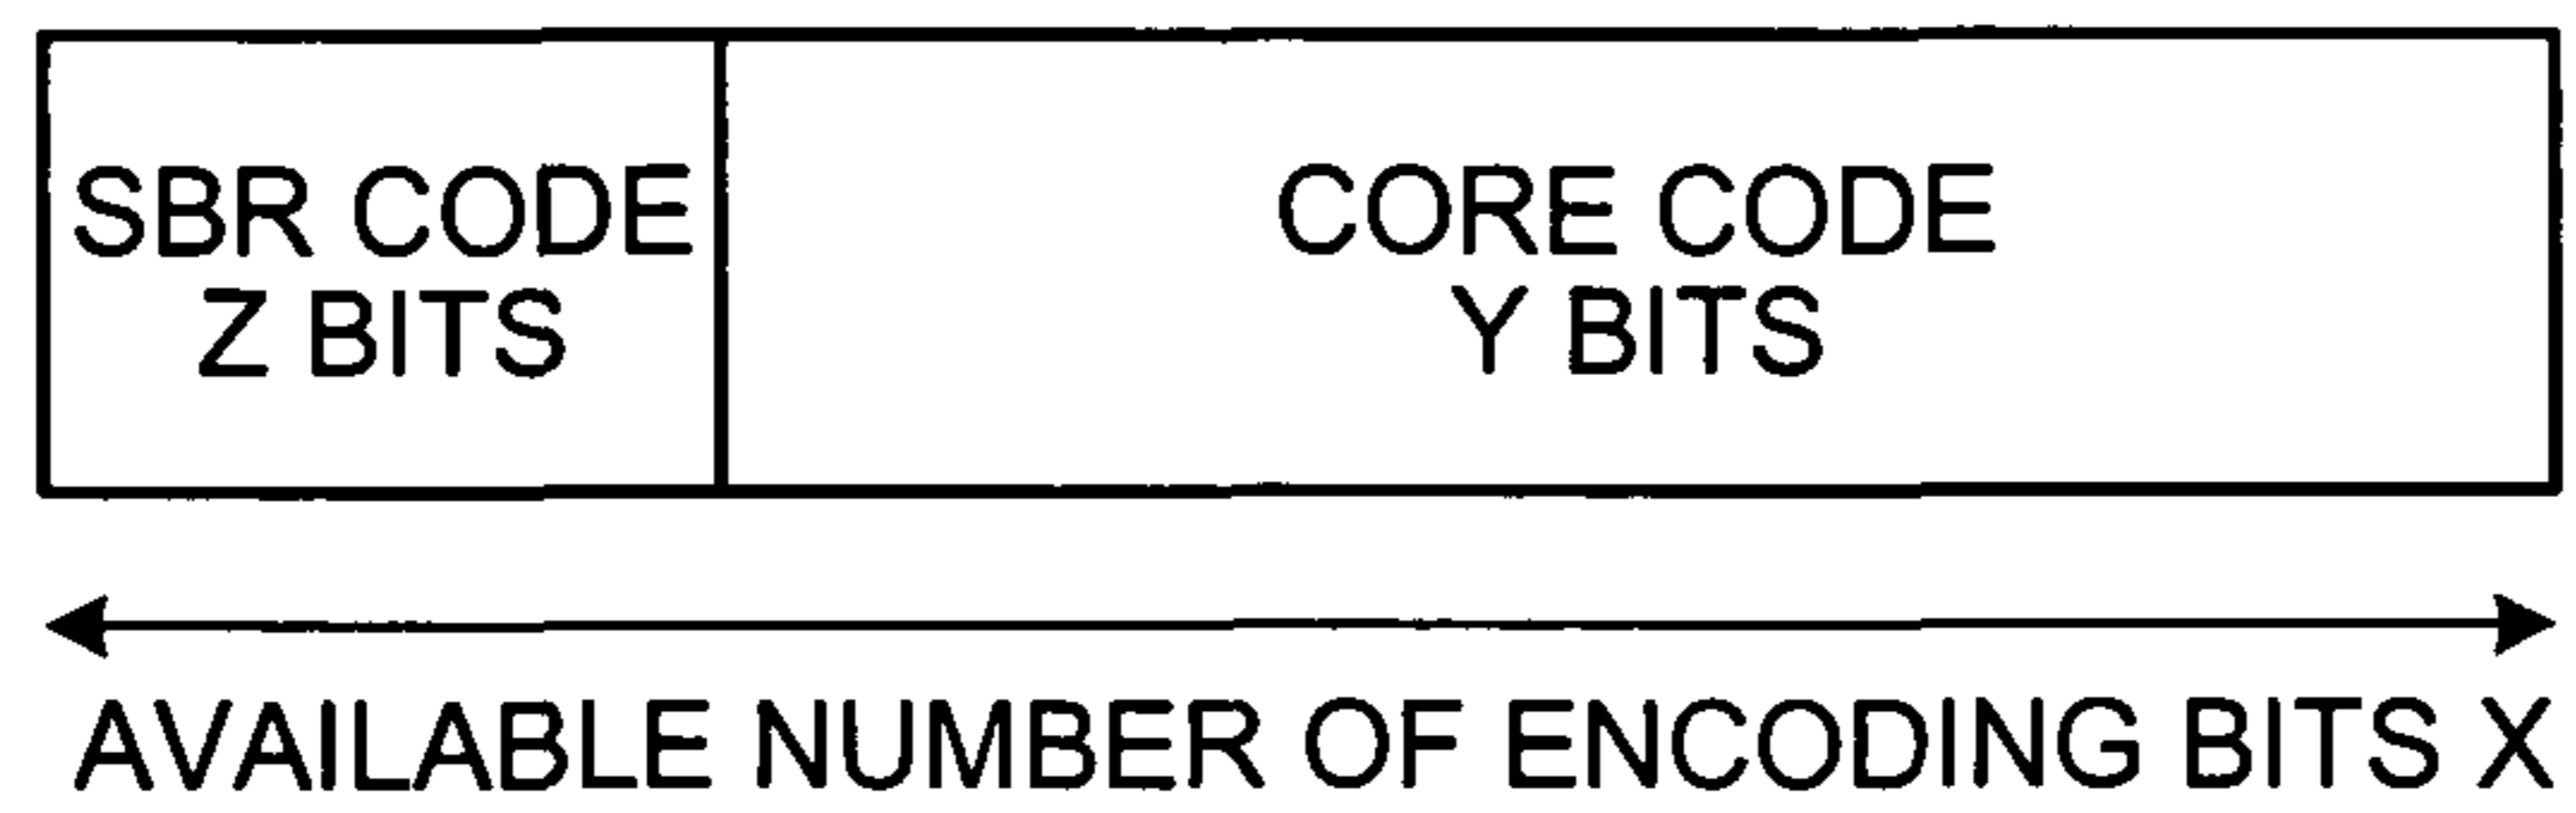 SBR CODE
Z BITS
CORE CODE
Y BITS
AVAILABLE NUMBER OF ENCODING BITS X